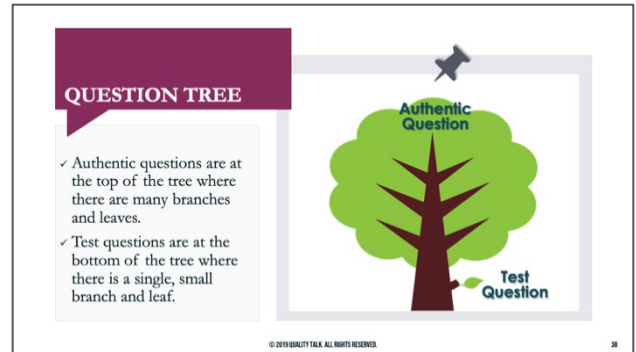 QUESTION TREE
✓ Authentic questions are at
the top of the tree where
there are many branches
and leaves.
✓ Test questions are at the
bottom of the tree where
there is a single, small
branch and leaf.
Authentic
Question
Test
Question
© 2019 QUALITY TALK. ALL RIGHTS RESERVED.
38